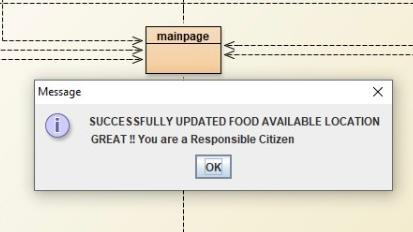 mainpage
Message
SUCCESSFULLY UPDATED FOOD AVAILABLE LOCATION
GREAT !! You are a Responsible Citizen
OK